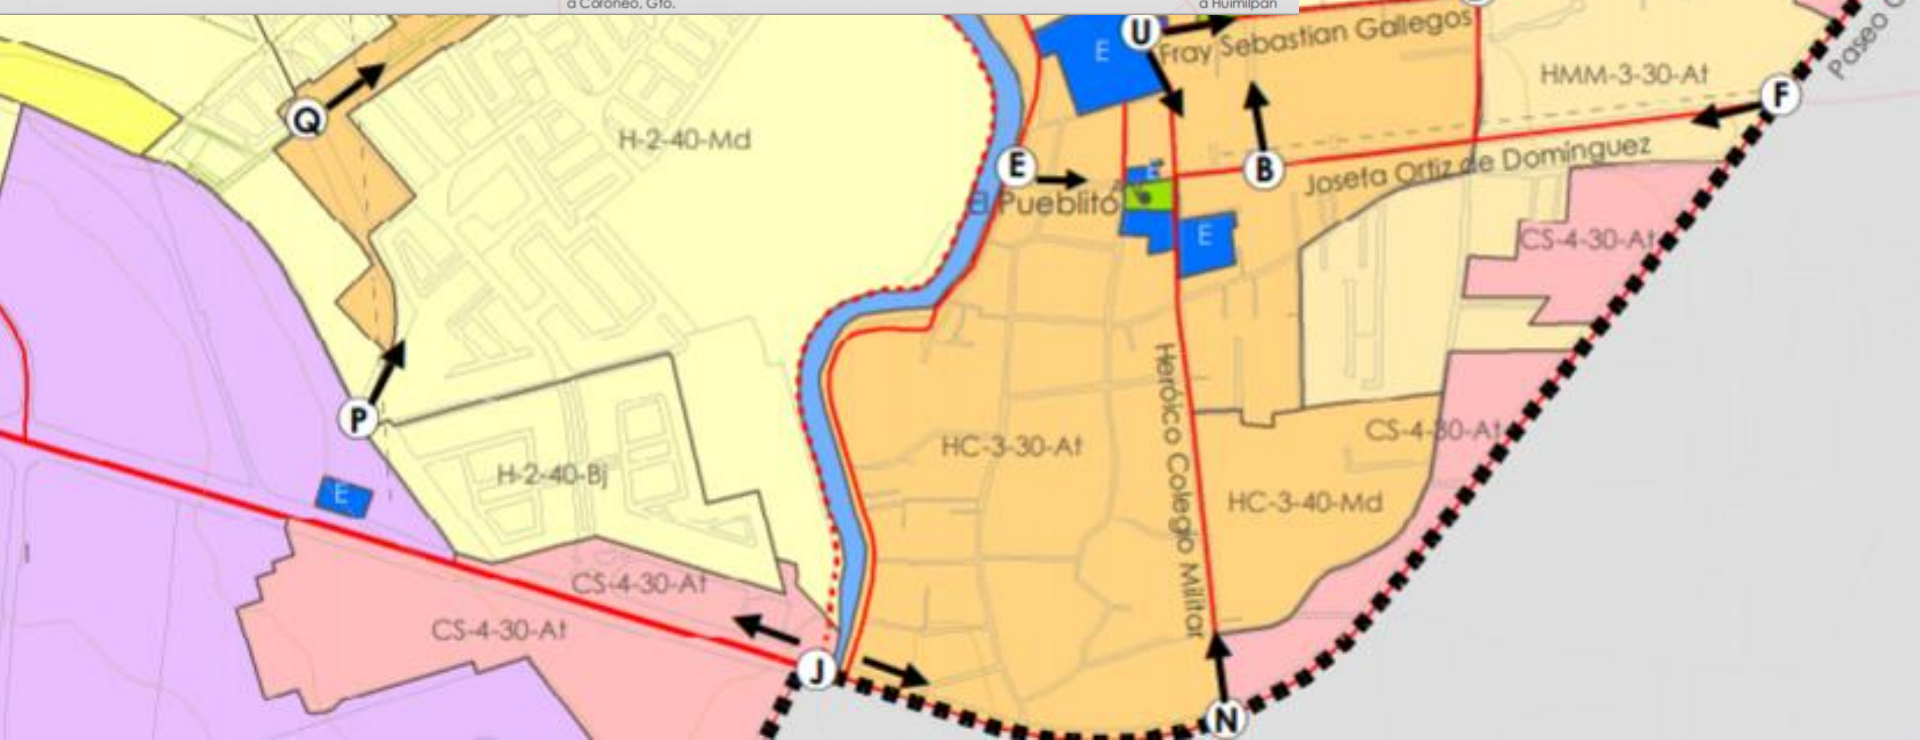 a Coroneo, Gto.
a Huimilpan
U
E
Fray Sebastian Gallegos
HMM-3-30-At
F
Paseo
Q
H-2-40-Md
E
B
Josefa Ortiz de Domínguez
El Pueblito
E
CS-4-30-At
P
Heróico Colegio Militar
HC-3-30-At
CS-4-30-At
H-2-40-Bj
E
HC-3-40-Md
I
CS-4-30-At
CS-4-30-At
J
N